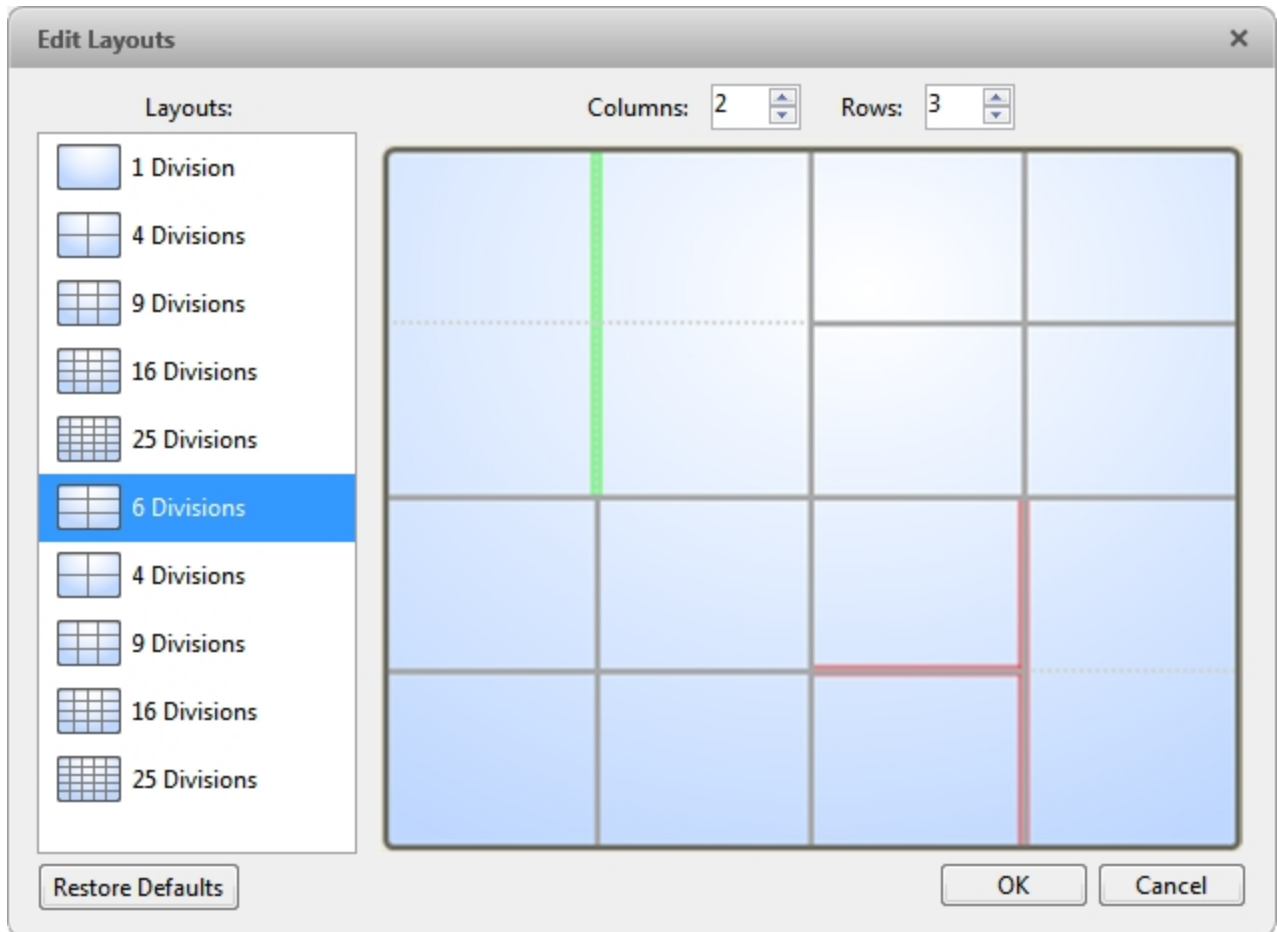 Edit Layouts
Layouts:
Columns: 2 Rows: 3
1 Division
4 Divisions
9 Divisions
16 Divisions
25 Divisions
6 Divisions
4 Divisions
9 Divisions
16 Divisions
25 Divisions
Restore Defaults
OK
Cancel